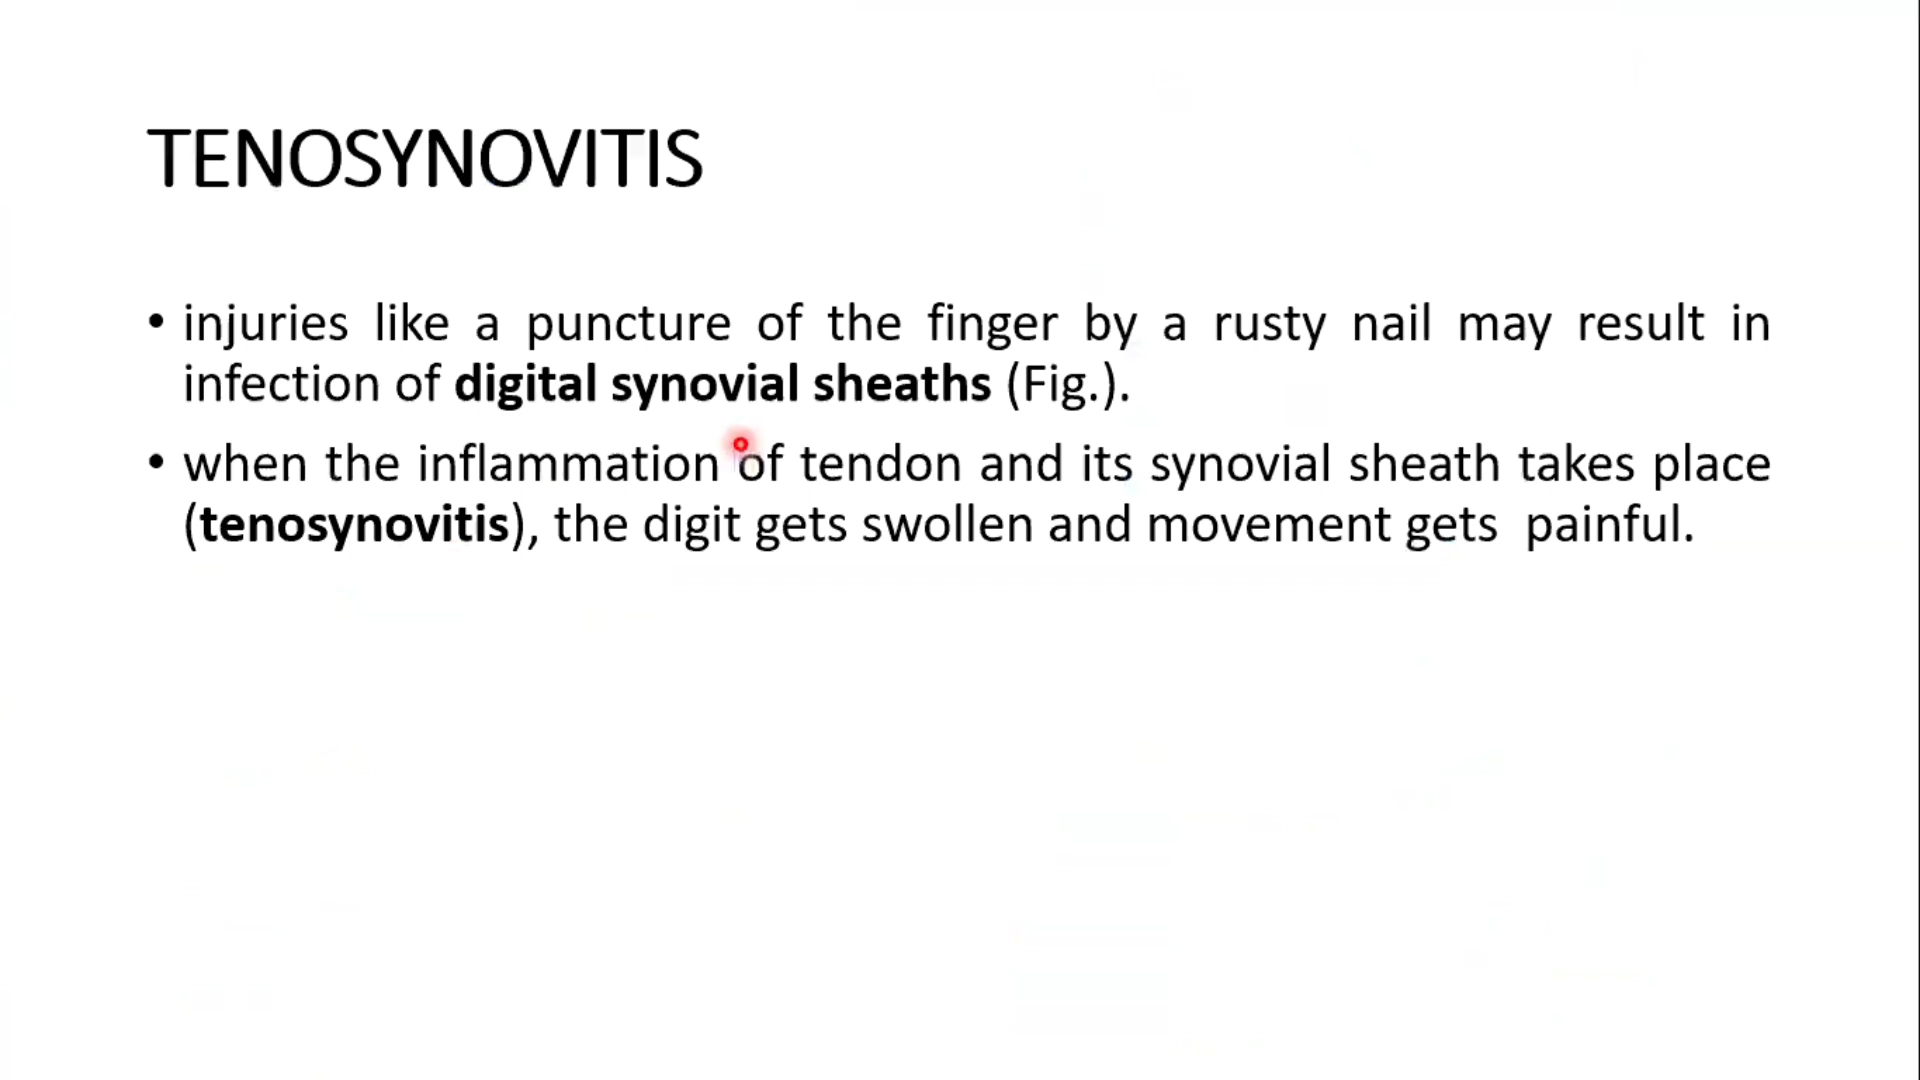 TENOSYNOVITIS
• injuries like a puncture of the finger by a rusty nail may result in
infection of digital synovial sheaths (Fig.).
• when the inflammation of tendon and its synovial sheath takes place
(tenosynovitis), the digit gets swollen and movement gets  painful.